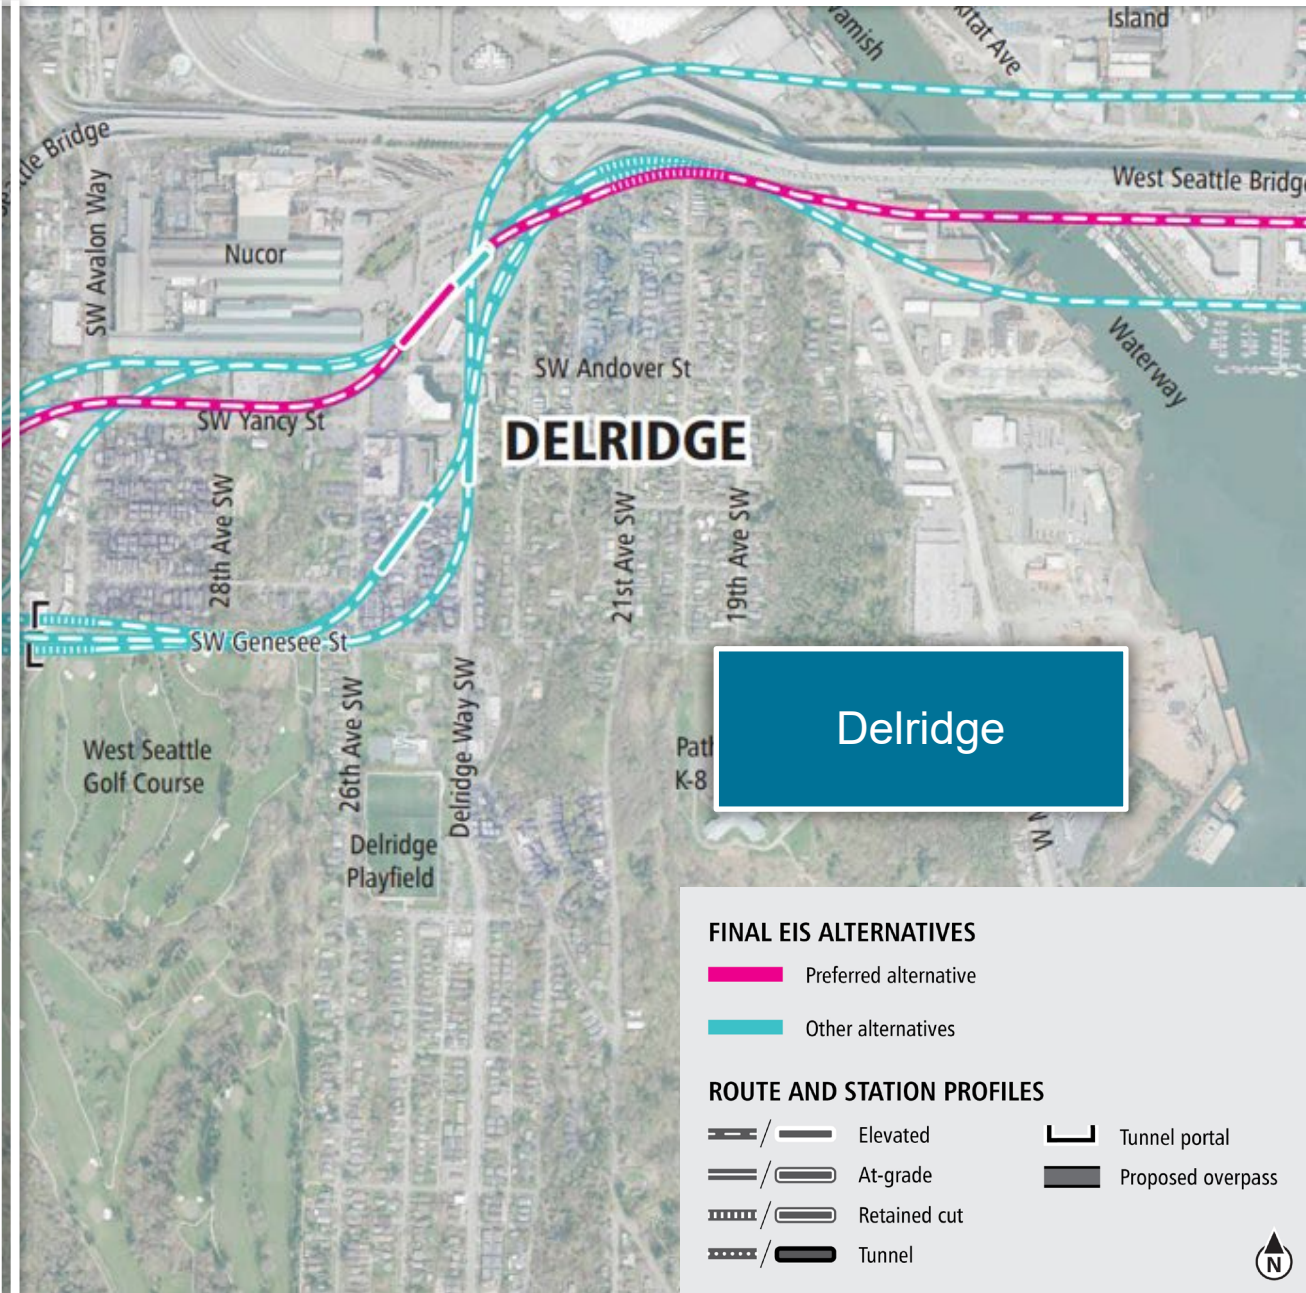 Island
West Seattle Bridge
SW Avalon Way
Nucor
Waterway
SW Andover St
SW Yancy St
DELRIDGE
28th Ave SW
21st Ave SW
19th Ave SW
SW Genesee St
West Seattle
Golf Course
26th Ave SW
Delridge Way SW
Delridge
Playfield
K-8
Delridge
FINAL EIS ALTERNATIVES
Preferred alternative
Other alternatives
ROUTE AND STATION PROFILES
Elevated
At-grade
Retained cut
Tunnel
Tunnel portal
Proposed overpass
N